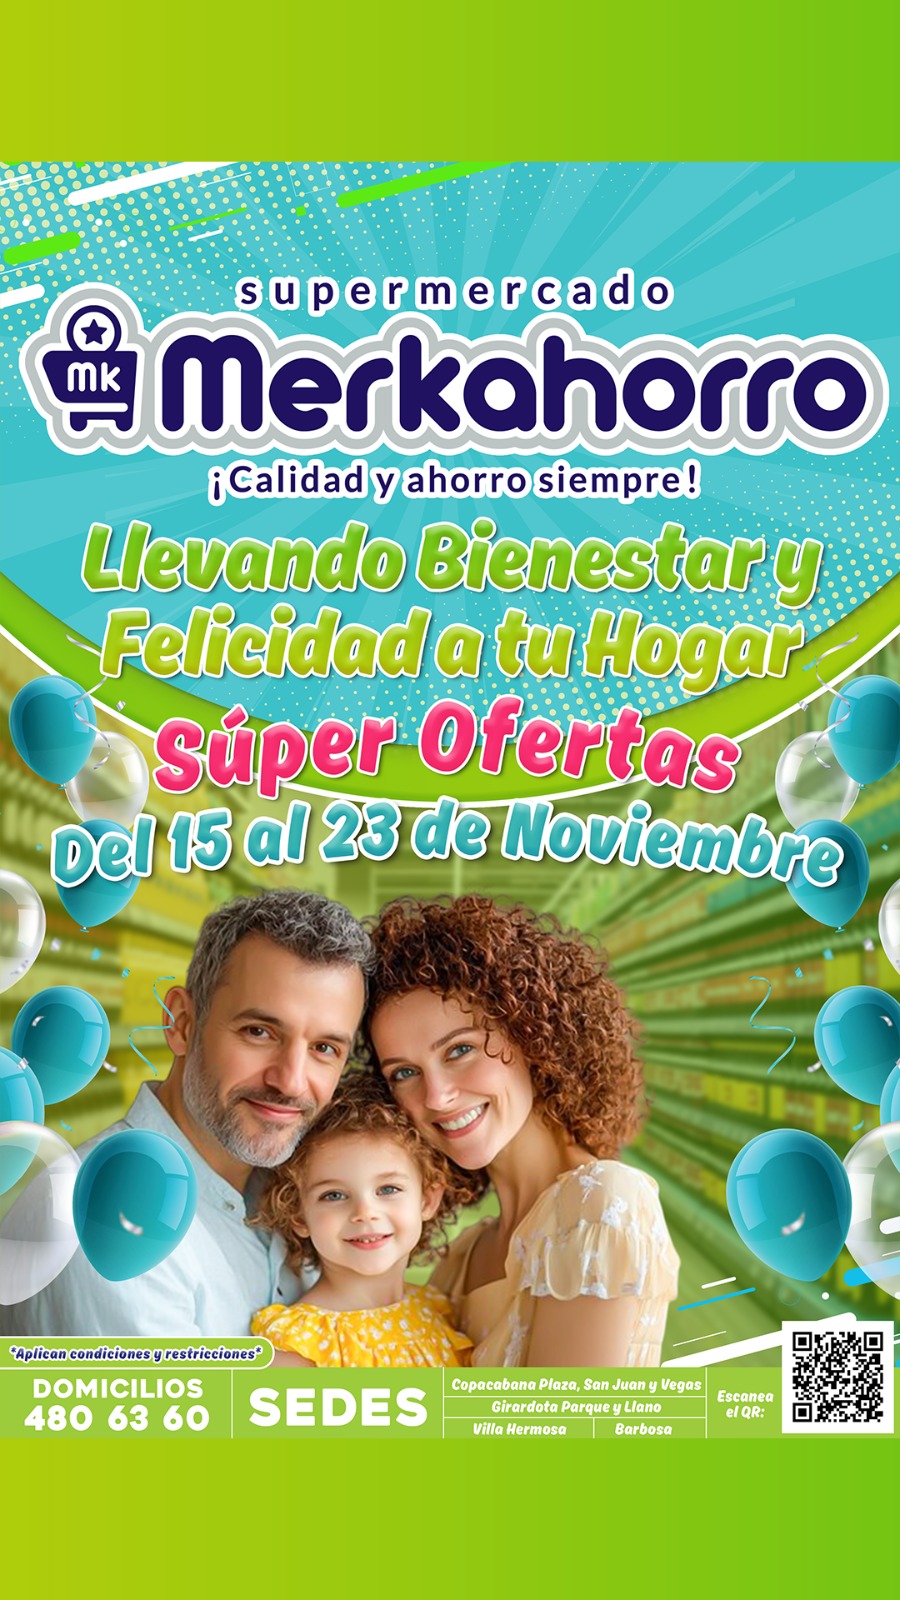 supermercado
mk Merkahorro
¡Calidad y ahorro siempre!
Llevando Bienestar y
Felicidad a tu Hogar
Súper Ofertas
Del 15 al 23 de Noviembre
*Aplican condiciones y restricciones*
DOMICILIOS
480 63 60
SEDES
Copacabana Plaza, San Juan y Vegas
Girardota Parque y Llano
Villa Hermosa
Barbosa
Escanea
el QR: